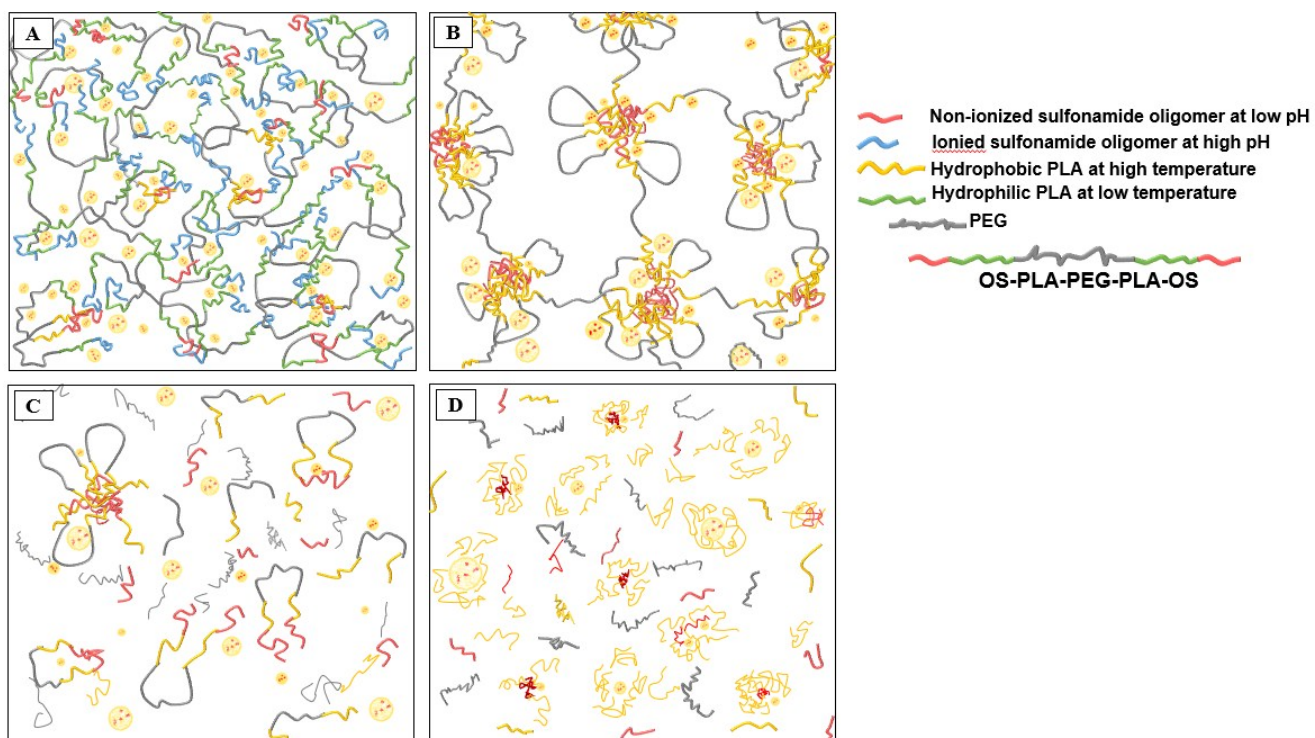 A
B
C
D
Non-ionized sulfonamide oligomer at low pH
Ionied sulfonamide oligomer at high pH
Hydrophobic PLA at high temperature
Hydrophilic PLA at low temperature
PEG
OS-PLA-PEG-PLA-OS